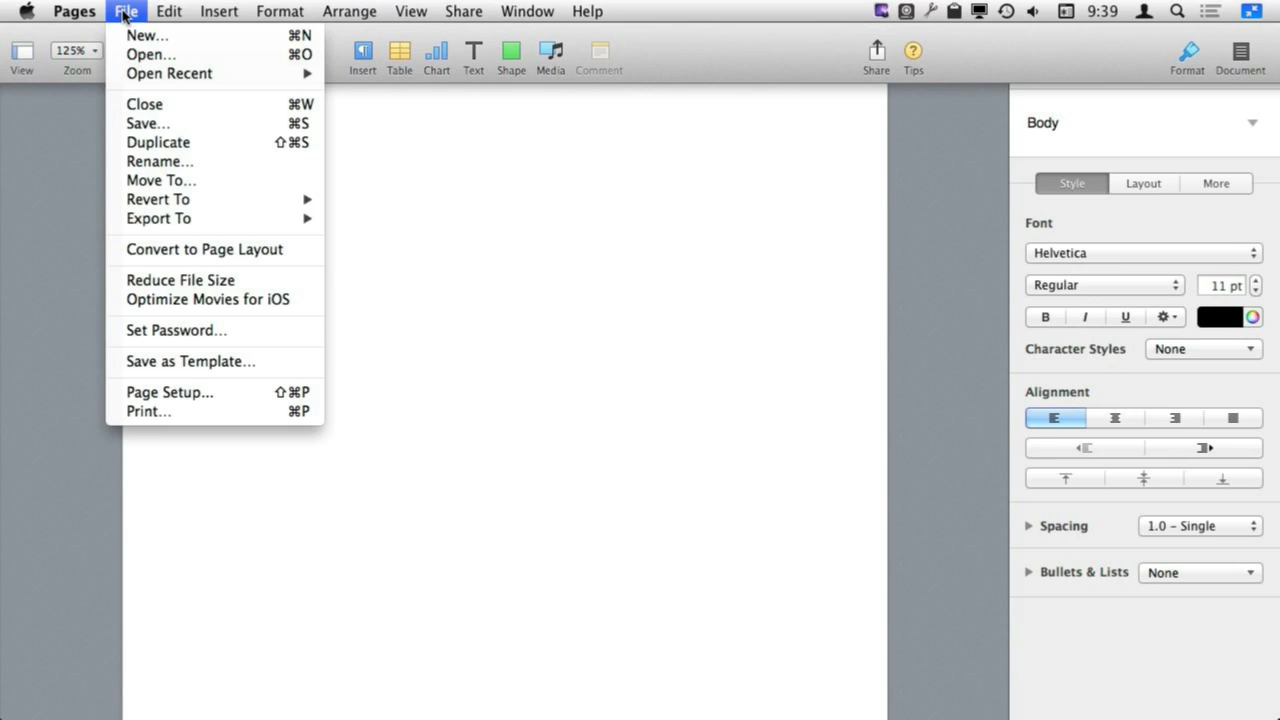 Pages File Edit Insert Format Arrange View Share Window Help 9:39
View
125%
Zoom
Insert
Table
Chart
Text
Shape
Media
Comment
Share
Tips
Format
Document
New... ⌘N
Open... ⌘O
Open Recent
Close ⌘W
Save... ⌘S
Duplicate ⇧⌘S
Rename...
Move To...
Revert To
Export To
Convert to Page Layout
Reduce File Size
Optimize Movies for iOS
Set Password...
Save as Template...
Page Setup... ⇧⌘P
Print... ⌘P
Body
Style Layout More
Font
Helvetica
Regular 11 pt
B I U
Character Styles None
Alignment
Spacing 1.0 - Single
Bullets & Lists None